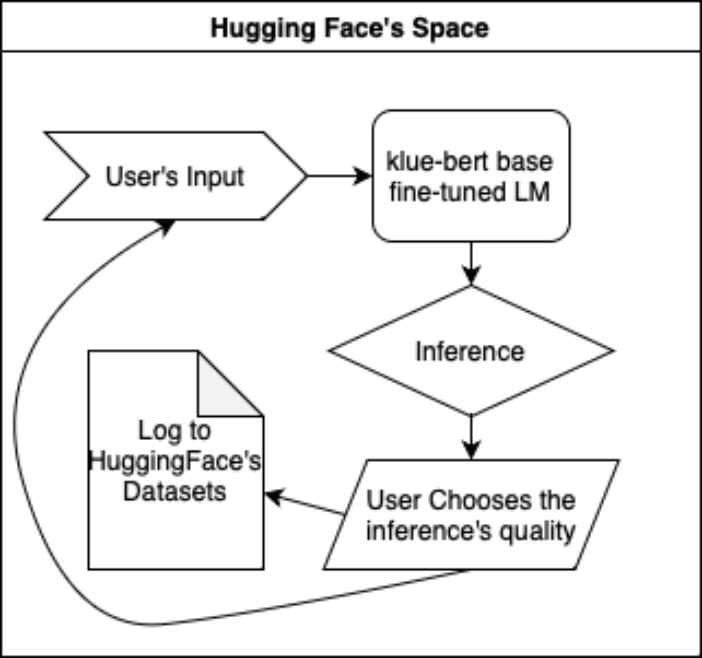 Hugging Face's Space
User's Input
klue-bert base
fine-tuned LM
Inference
User Chooses the
inference's quality
Log to
HuggingFace's
Datasets